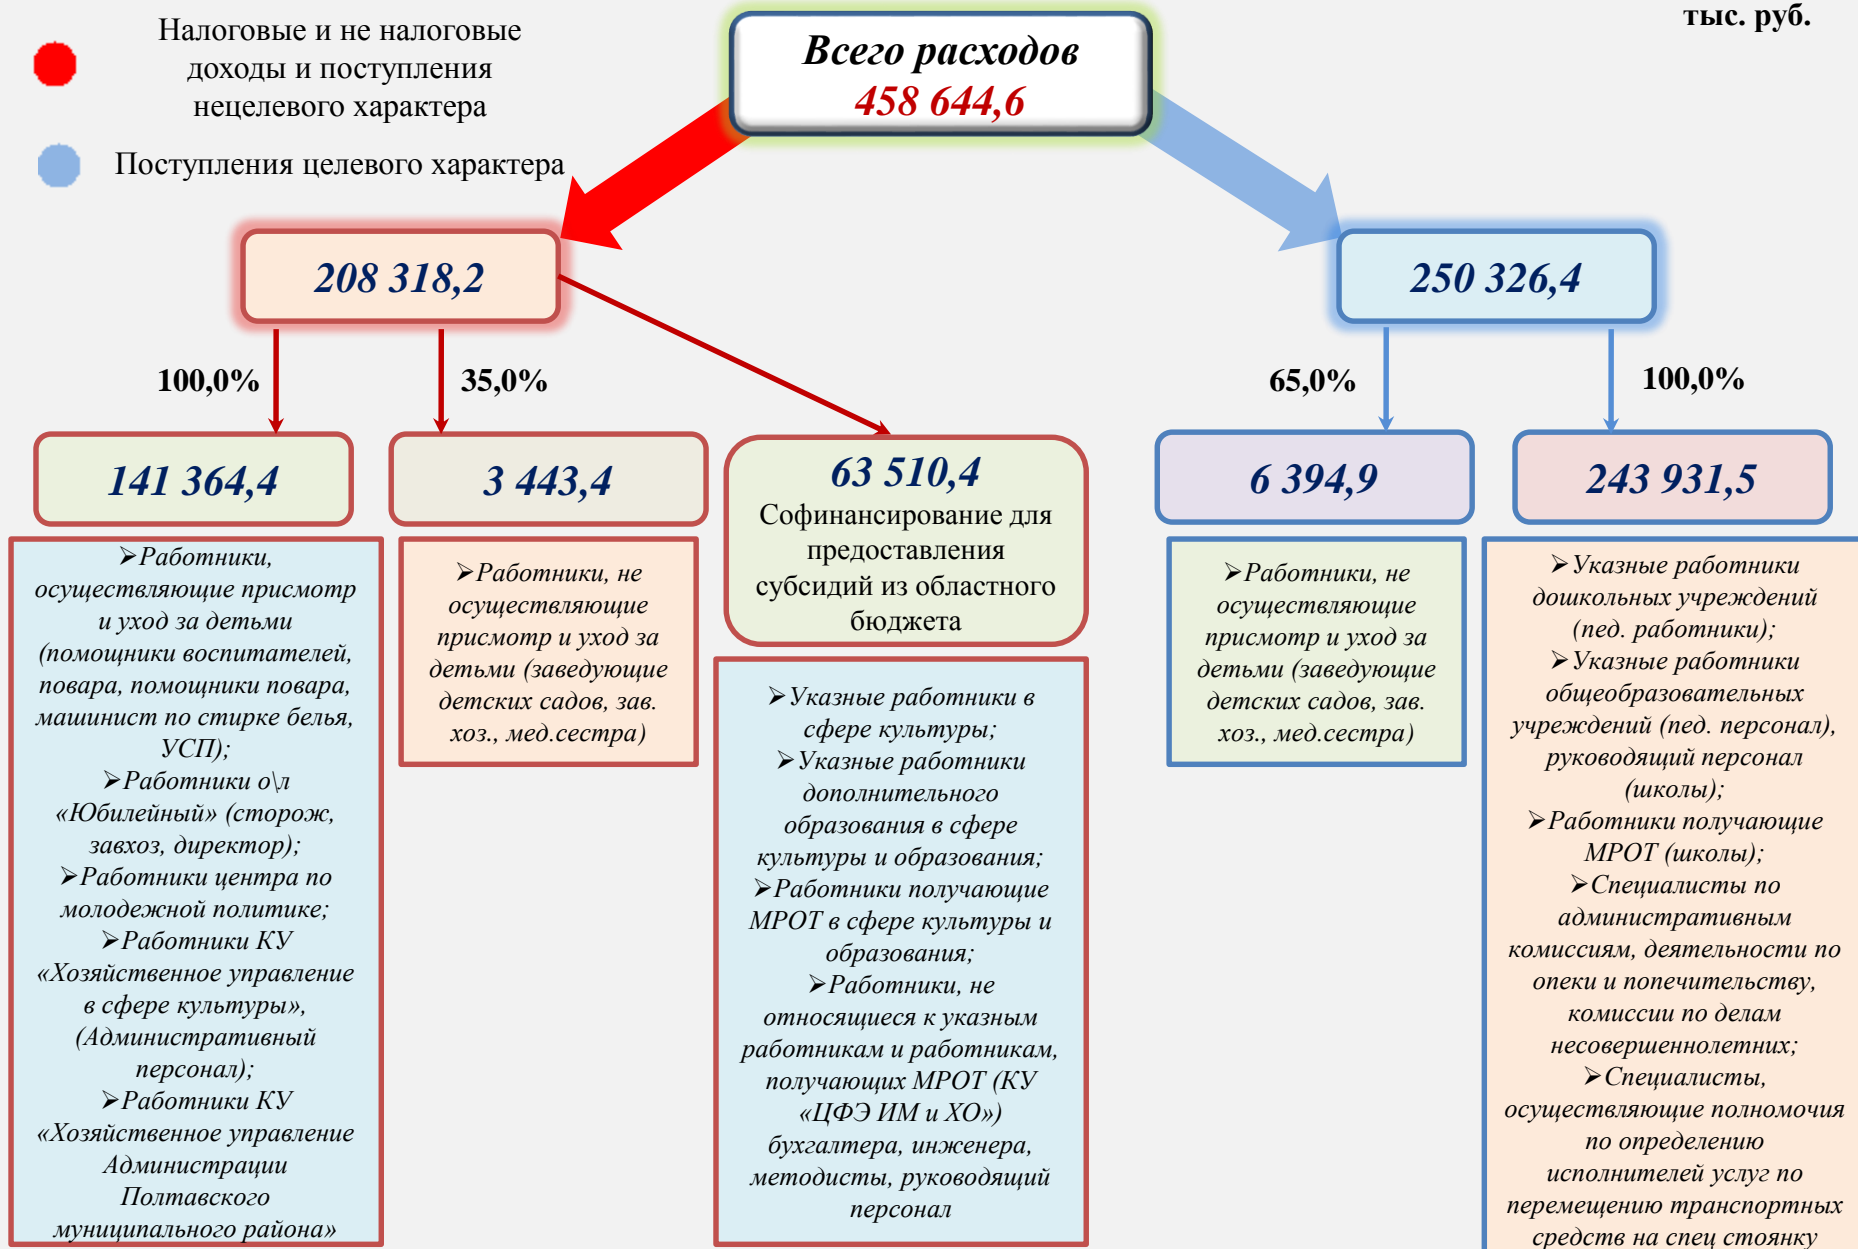 тыс. руб.
Налоговые и не налоговые
доходы и поступления
нецелевого характера
Поступления целевого характера
Всего расходов
458 644,6
208 318,2
250 326,4
100,0%
35,0%
65,0%
100,0%
141 364,4
3 443,4
63 510,4
Софинансирование для
предоставления
субсидий из областного
бюджета
6 394,9
243 931,5
➢Работники,
осуществляющие присмотр
и уход за детьми
(помощники воспитателей,
повара, помощники повара,
машинист по стирке белья,
УСП);
➢Работники о\л
«Юбилейный» (сторож,
завхоз, директор);
➢Работники центра по
молодежной политике;
➢Работники КУ
«Хозяйственное управление
в сфере культуры»,
(Административный
персонал);
➢Работники КУ
«Хозяйственное управление
Администрации
Полтавского
муниципального района»
➢Работники, не
осуществляющие
присмотр и уход за
детьми (заведующие
детских садов, зав.
хоз., мед.сестра)
➢Указные работники в
сфере культуры;
➢Указные работники
дополнительного
образования в сфере
культуры и образования;
➢Работники получающие
МРОТ в сфере культуры и
образования;
➢Работники, не
относящиеся к указным
работникам и работникам,
получающих МРОТ (КУ
«ЦФЭ ИМ и ХО»)
бухгалтера, инженера,
методисты, руководящий
персонал
➢Работники, не
осуществляющие
присмотр и уход за
детьми (заведующие
детских садов, зав.
хоз., мед.сестра)
➢Указные работники
дошкольных учреждений
(пед. работники);
➢Указные работники
общеобразовательных
учреждений (пед. персонал),
руководящий персонал
(школы);
➢Работники получающие
МРОТ (школы);
➢Специалисты по
административным
комиссиям, деятельности по
опеки и попечительству,
комиссии по делам
несовершеннолетних;
➢Специалисты,
осуществляющие полномочия
по определению
исполнителей услуг по
перемещению транспортных
средств на спец стоянку